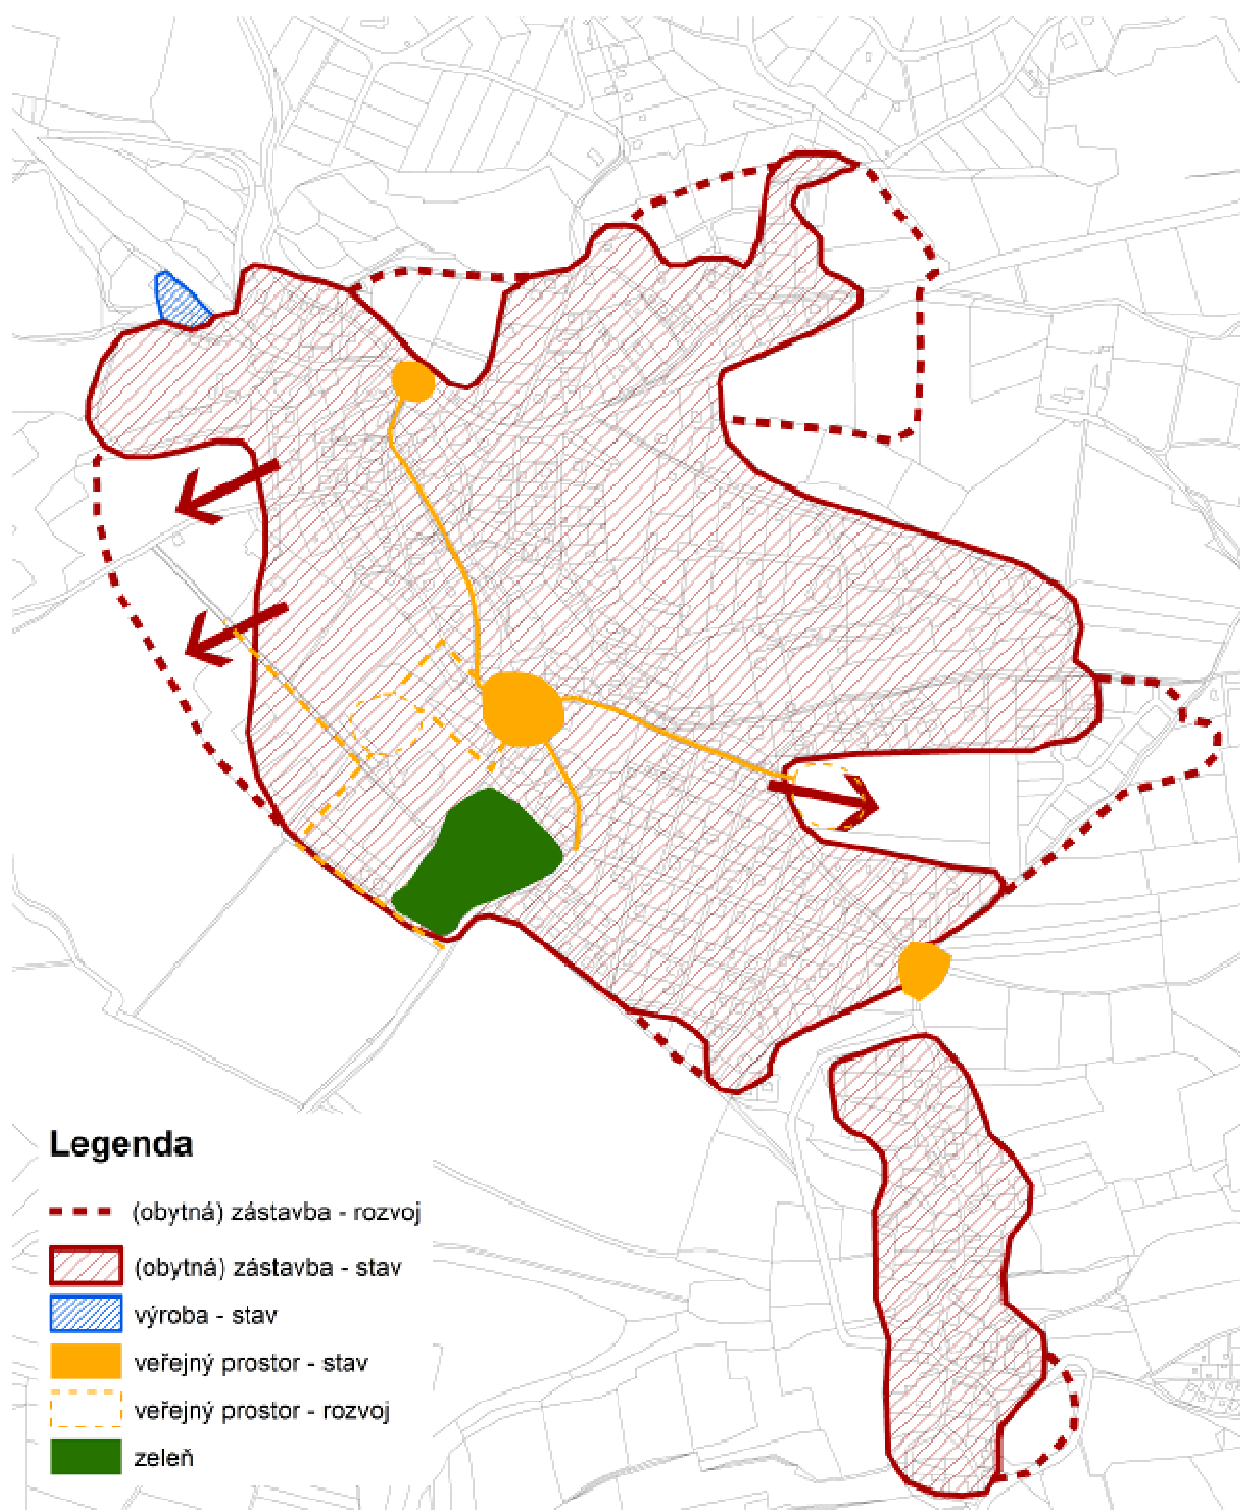 Legenda
(obytná) zástavba - rozvoj
(obytná) zástavba - stav
výroba - stav
veřejný prostor - stav
veřejný prostor - rozvoj
zeleň